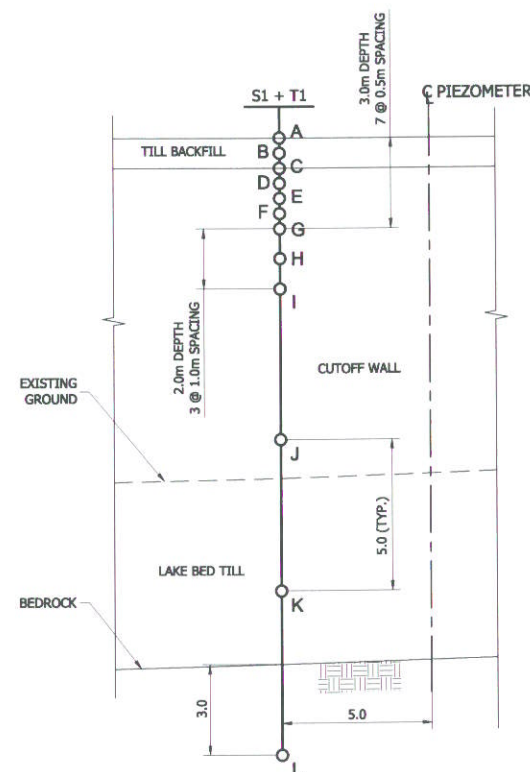 3.0m DEPTH
7 @ 0.5m SPACING
S1 + T1
℄ PIEZOMETER
A
TILL BACKFILL
B
C
D
E
F
G
H
I
2.0m DEPTH
3 @ 1.0m SPACING
CUTOFF WALL
EXISTING
GROUND
J
5.0 (TYP.)
LAKE BED TILL
K
BEDROCK
3.0
5.0